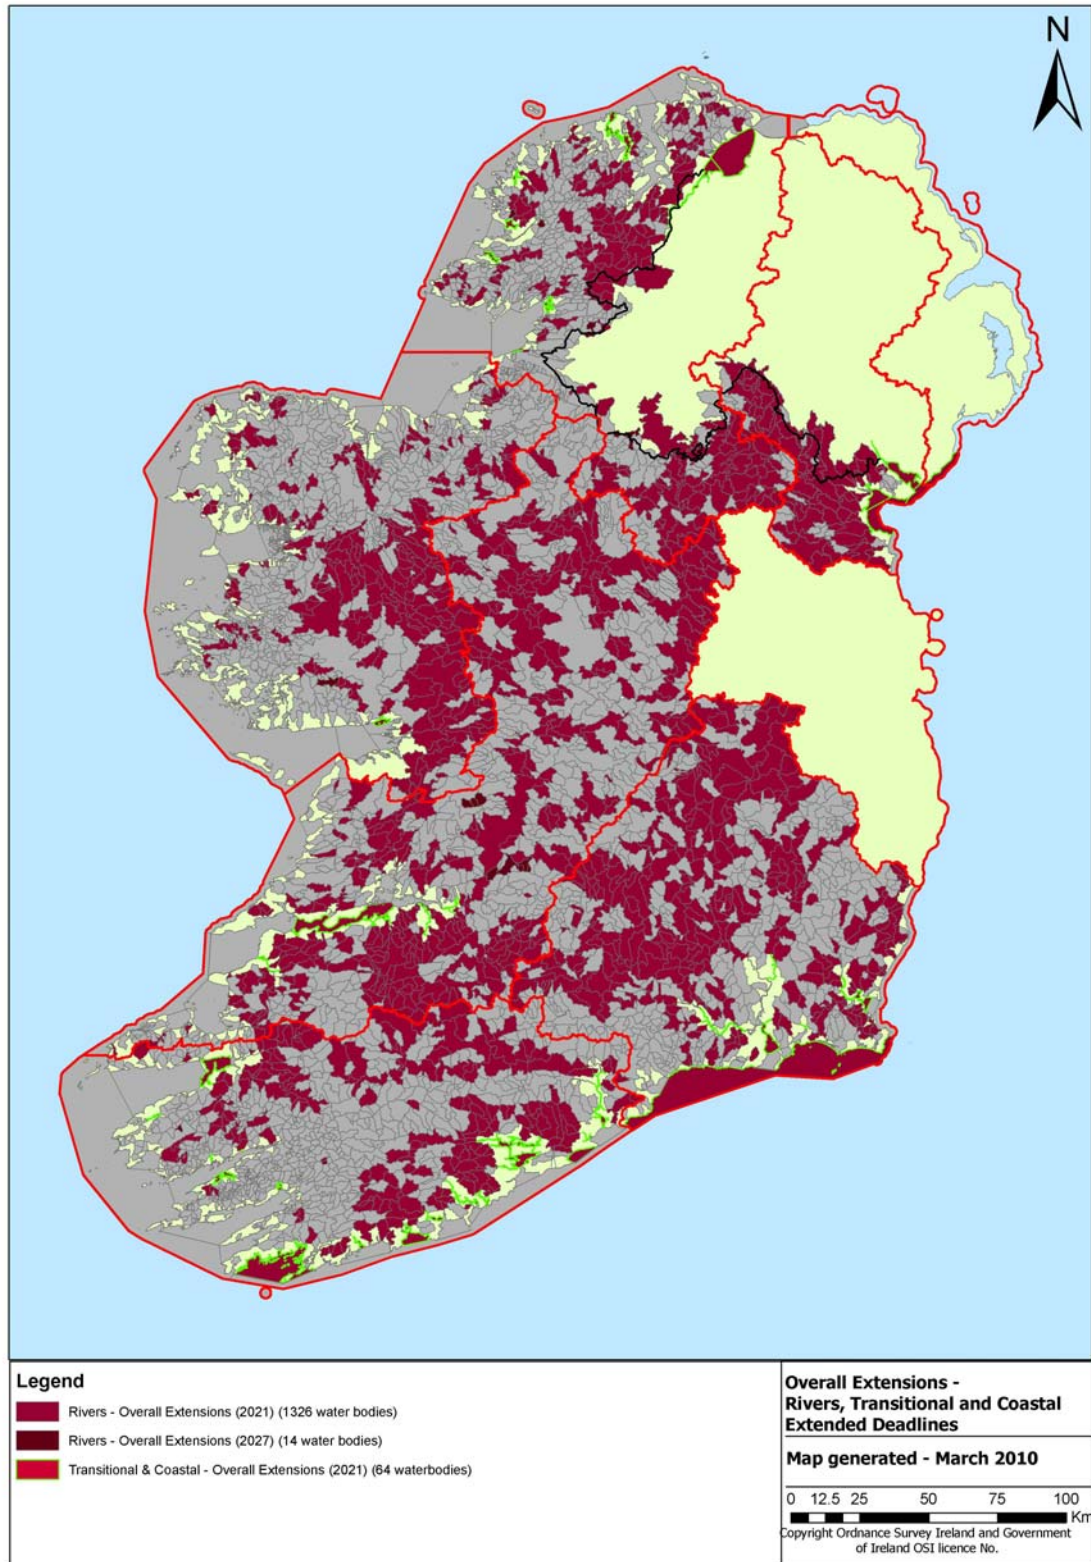 N
Legend
Rivers - Overall Extensions (2021) (1326 water bodies)
Rivers - Overall Extensions (2027) (14 water bodies)
Transitional & Coastal - Overall Extensions (2021) (64 waterbodies)
Overall Extensions -
Rivers, Transitional and Coastal
Extended Deadlines
Map generated - March 2010
0 12.5 25 50 75 100
Km
Copyright Ordnance Survey Ireland and Government
of Ireland OSI licence No.